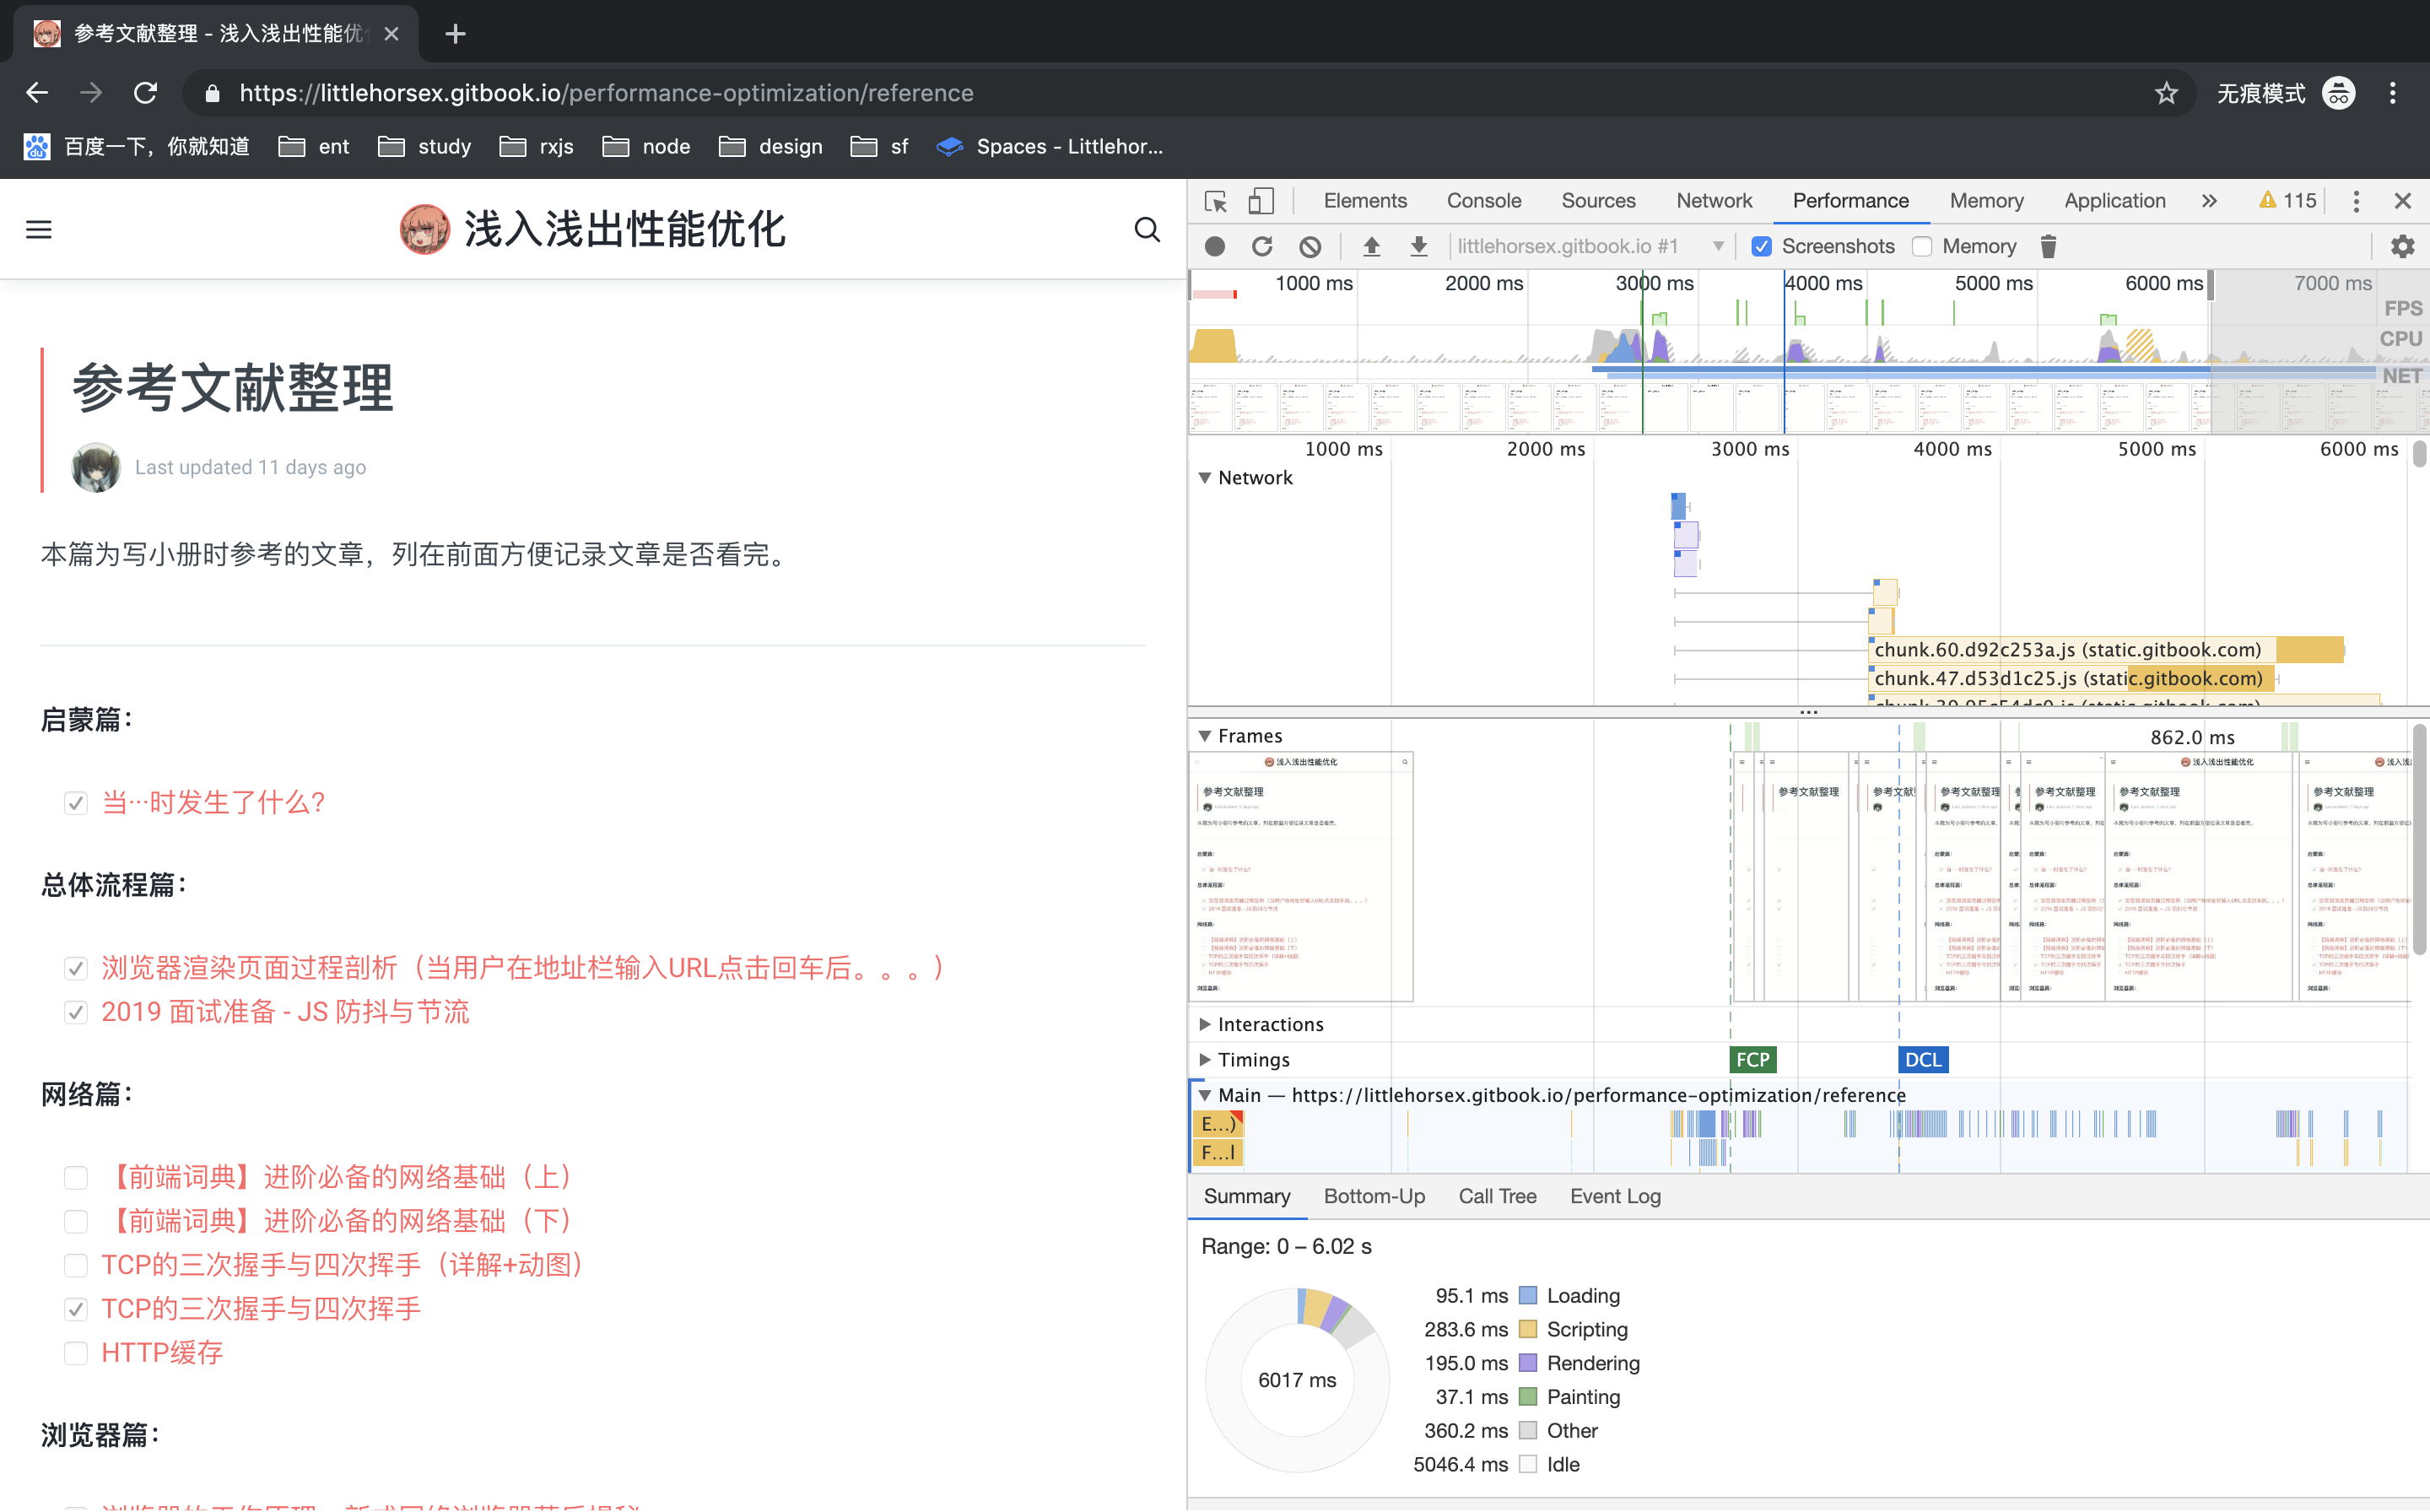 参考文献整理 - 浅入浅出性能优
https://littlehorsex.gitbook.io/performance-optimization/reference
无痕模式
百度一下，你就知道 ent study rxjs node design sf Spaces - Littlehor...
浅入浅出性能优化
参考文献整理
Last updated 11 days ago
本篇为写小册时参考的文章，列在前面方便记录文章是否看完。
启蒙篇：
当···时发生了什么？
总体流程篇：
浏览器渲染页面过程剖析（当用户在地址栏输入URL点击回车后。。。）
2019 面试准备 - JS 防抖与节流
网络篇：
【前端词典】进阶必备的网络基础（上）
【前端词典】进阶必备的网络基础（下）
TCP的三次握手与四次挥手（详解+动图）
TCP的三次握手与四次挥手
HTTP缓存
浏览器篇：
Elements Console Sources Network Performance Memory Application » 115
littlehorsex.gitbook.io #1 Screenshots Memory
1000 ms 2000 ms 3000 ms 4000 ms 5000 ms 6000 ms 7000 ms
FPS
CPU
NET
1000 ms 2000 ms 3000 ms 4000 ms 5000 ms 6000 ms
Network
chunk.60.d92c253a.js (static.gitbook.com)
chunk.47.d53d1c25.js (static.gitbook.com)
Frames
862.0 ms
浅入浅出性能优化
参考文献整理
Interactions
Timings
FCP
DCL
Main — https://littlehorsex.gitbook.io/performance-optimization/reference
E...)
F...l
Summary Bottom-Up Call Tree Event Log
Range: 0 – 6.02 s
6017 ms
95.1 ms Loading
283.6 ms Scripting
195.0 ms Rendering
37.1 ms Painting
360.2 ms Other
5046.4 ms Idle